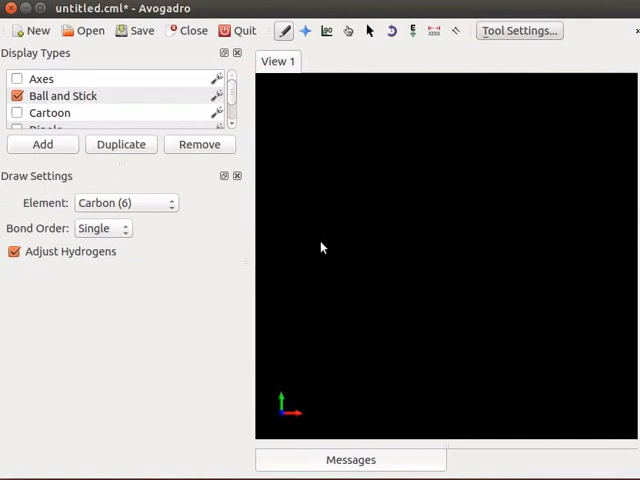 untitled.cml* - Avogadro
New Open Save Close Quit Tool Settings...
Display Types
View 1
Axes
Ball and Stick
Cartoon
Add Duplicate Remove
Draw Settings
Element: Carbon (6)
Bond Order: Single
Adjust Hydrogens
Messages